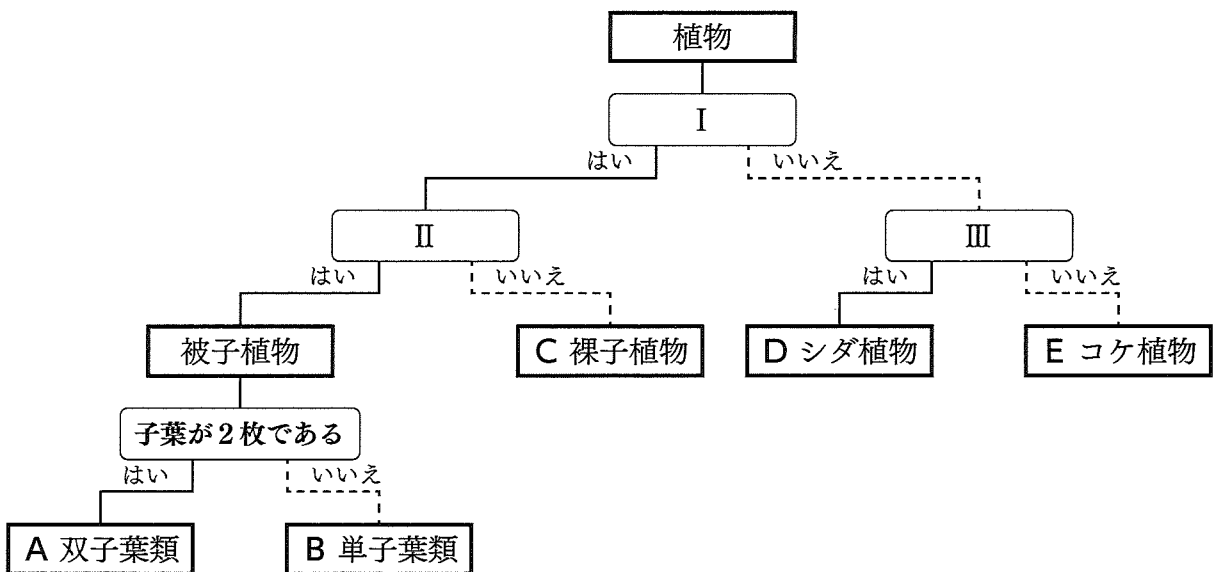 植物
Ⅰ
はい
いいえ
Ⅱ
Ⅲ
はい
いいえ
はい
いいえ
被子植物
C 裸子植物
D シダ植物
E コケ植物
子葉が2枚である
はい
いいえ
A 双子葉類
B 単子葉類